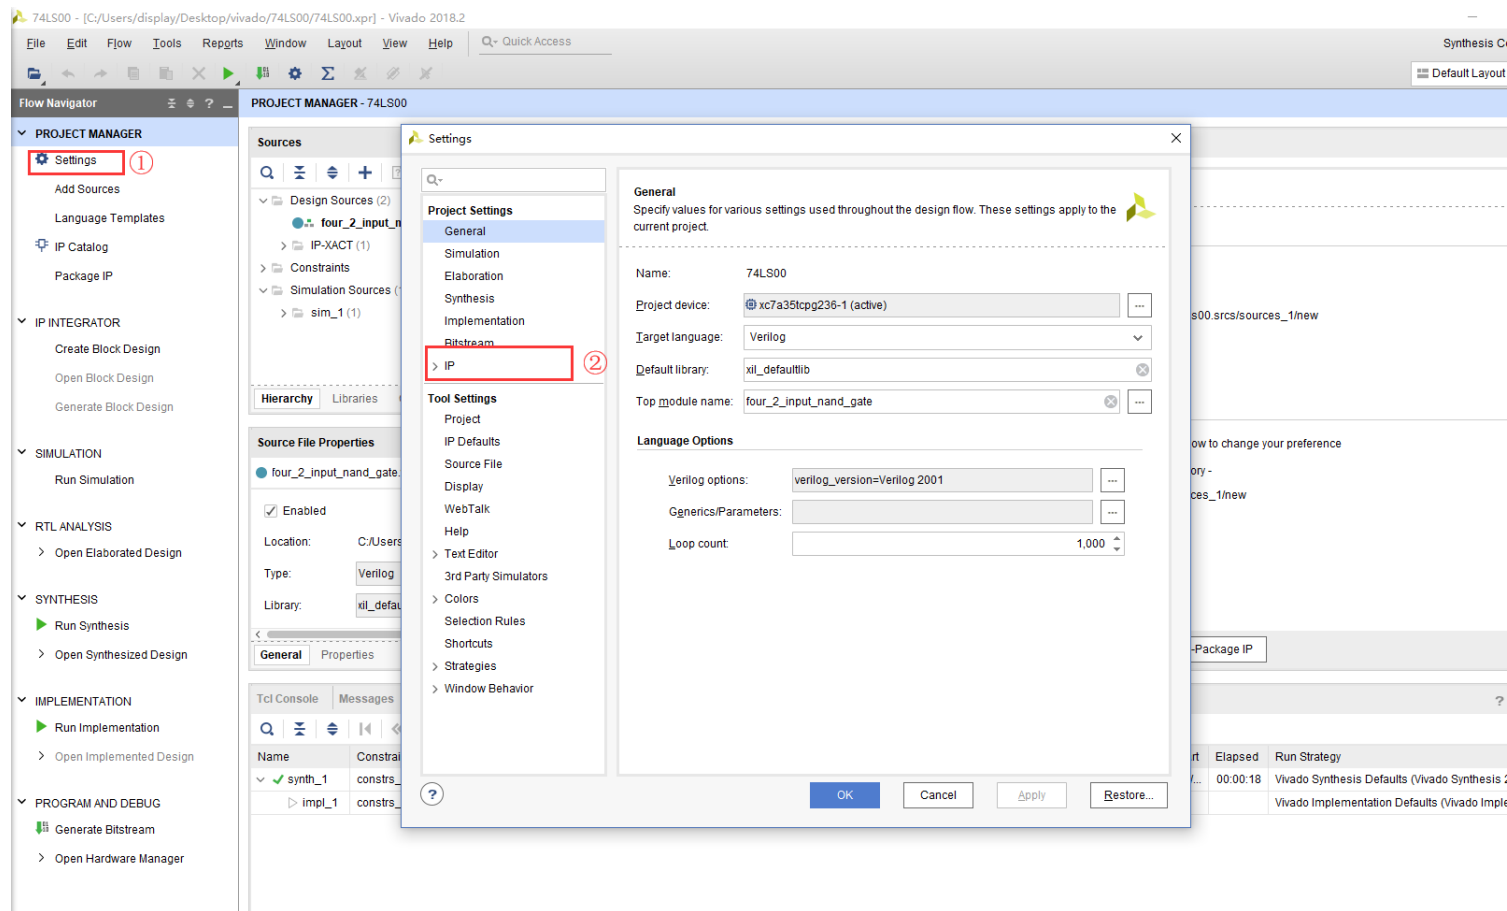 74LS00 - [C:/Users/display/Desktop/vivado/74LS00/74LS00.xpr] - Vivado 2018.2
File Edit Flow Tools Reports Window Layout View Help Quick Access
Synthesis Co
Default Layout
Flow Navigator
PROJECT MANAGER
Settings ①
Add Sources
Language Templates
IP Catalog
Package IP
IP INTEGRATOR
Create Block Design
Open Block Design
Generate Block Design
SIMULATION
Run Simulation
RTL ANALYSIS
Open Elaborated Design
SYNTHESIS
Run Synthesis
Open Synthesized Design
IMPLEMENTATION
Run Implementation
Open Implemented Design
PROGRAM AND DEBUG
Generate Bitstream
Open Hardware Manager
PROJECT MANAGER - 74LS00
Sources
Design Sources (2)
four_2_input_n
IP-XACT (1)
Constraints
Simulation Sources (
sim_1 (1)
Hierarchy Libraries
Source File Properties
four_2_input_nand_gate.
Enabled
Location: C:/Users
Type: Verilog
Library: xil_defau
General Properties
Tcl Console Messages
Name Constrai
synth_1 constrs_
impl_1 constrs_
Settings
Project Settings
General
Simulation
Elaboration
Synthesis
Implementation
Bitstream
IP ②
Tool Settings
Project
IP Defaults
Source File
Display
WebTalk
Help
Text Editor
3rd Party Simulators
Colors
Selection Rules
Shortcuts
Strategies
Window Behavior
General
Specify values for various settings used throughout the design flow. These settings apply to the
current project.
Name: 74LS00
Project device: xc7a35tcpg236-1 (active)
Target language: Verilog
Default library: xil_defaultlib
Top module name: four_2_input_nand_gate
Language Options
Verilog options: verilog_version=Verilog 2001
Generics/Parameters:
Loop count: 1,000
OK Cancel Apply Restore...
s00.srcs/sources_1/new
ow to change your preference
ory -
ces_1/new
-Package IP
rt Elapsed Run Strategy
00:00:18 Vivado Synthesis Defaults (Vivado Synthesis 2
Vivado Implementation Defaults (Vivado Imple